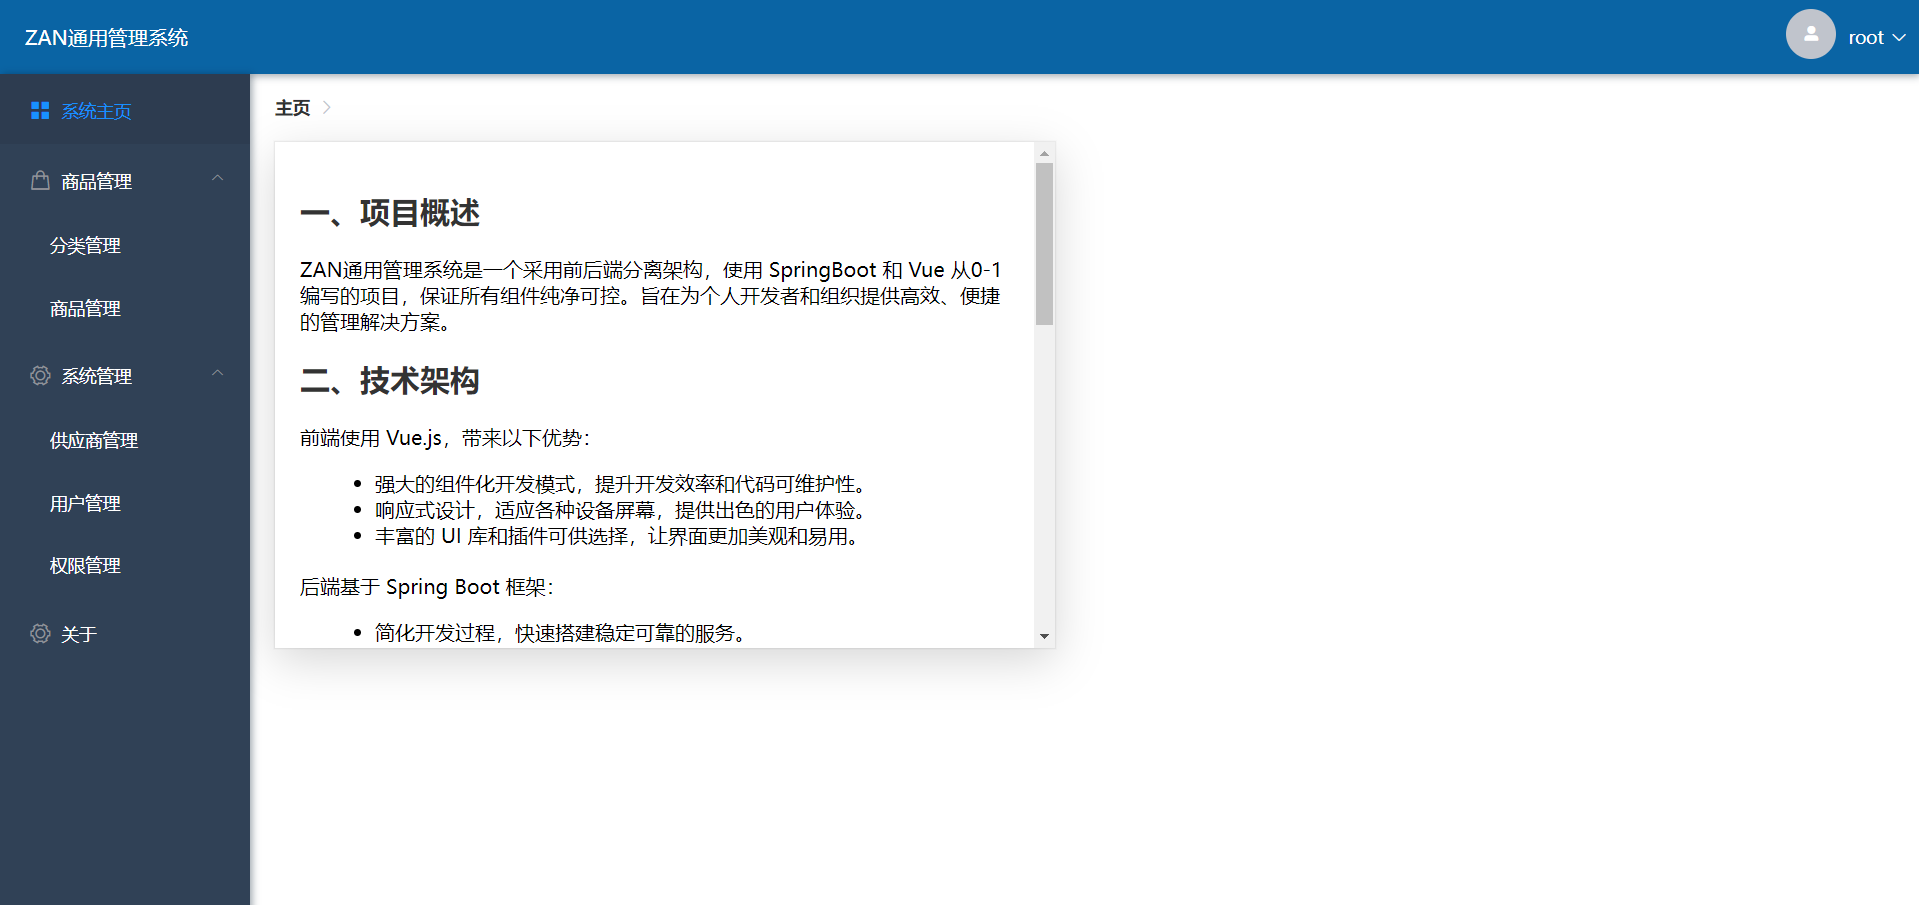 ZAN通用管理系统
root
系统主页
商品管理
分类管理
商品管理
系统管理
供应商管理
用户管理
权限管理
关于
主页
一、项目概述
ZAN通用管理系统是一个采用前后端分离架构，使用 SpringBoot 和 Vue 从0-1
编写的项目，保证所有组件纯净可控。旨在为个人开发者和组织提供高效、便捷
的管理解决方案。
二、技术架构
前端使用 Vue.js，带来以下优势：
• 强大的组件化开发模式，提升开发效率和代码可维护性。
• 响应式设计，适应各种设备屏幕，提供出色的用户体验。
• 丰富的 UI 库和插件可供选择，让界面更加美观和易用。
后端基于 Spring Boot 框架：
• 简化开发过程，快速搭建稳定可靠的服务。